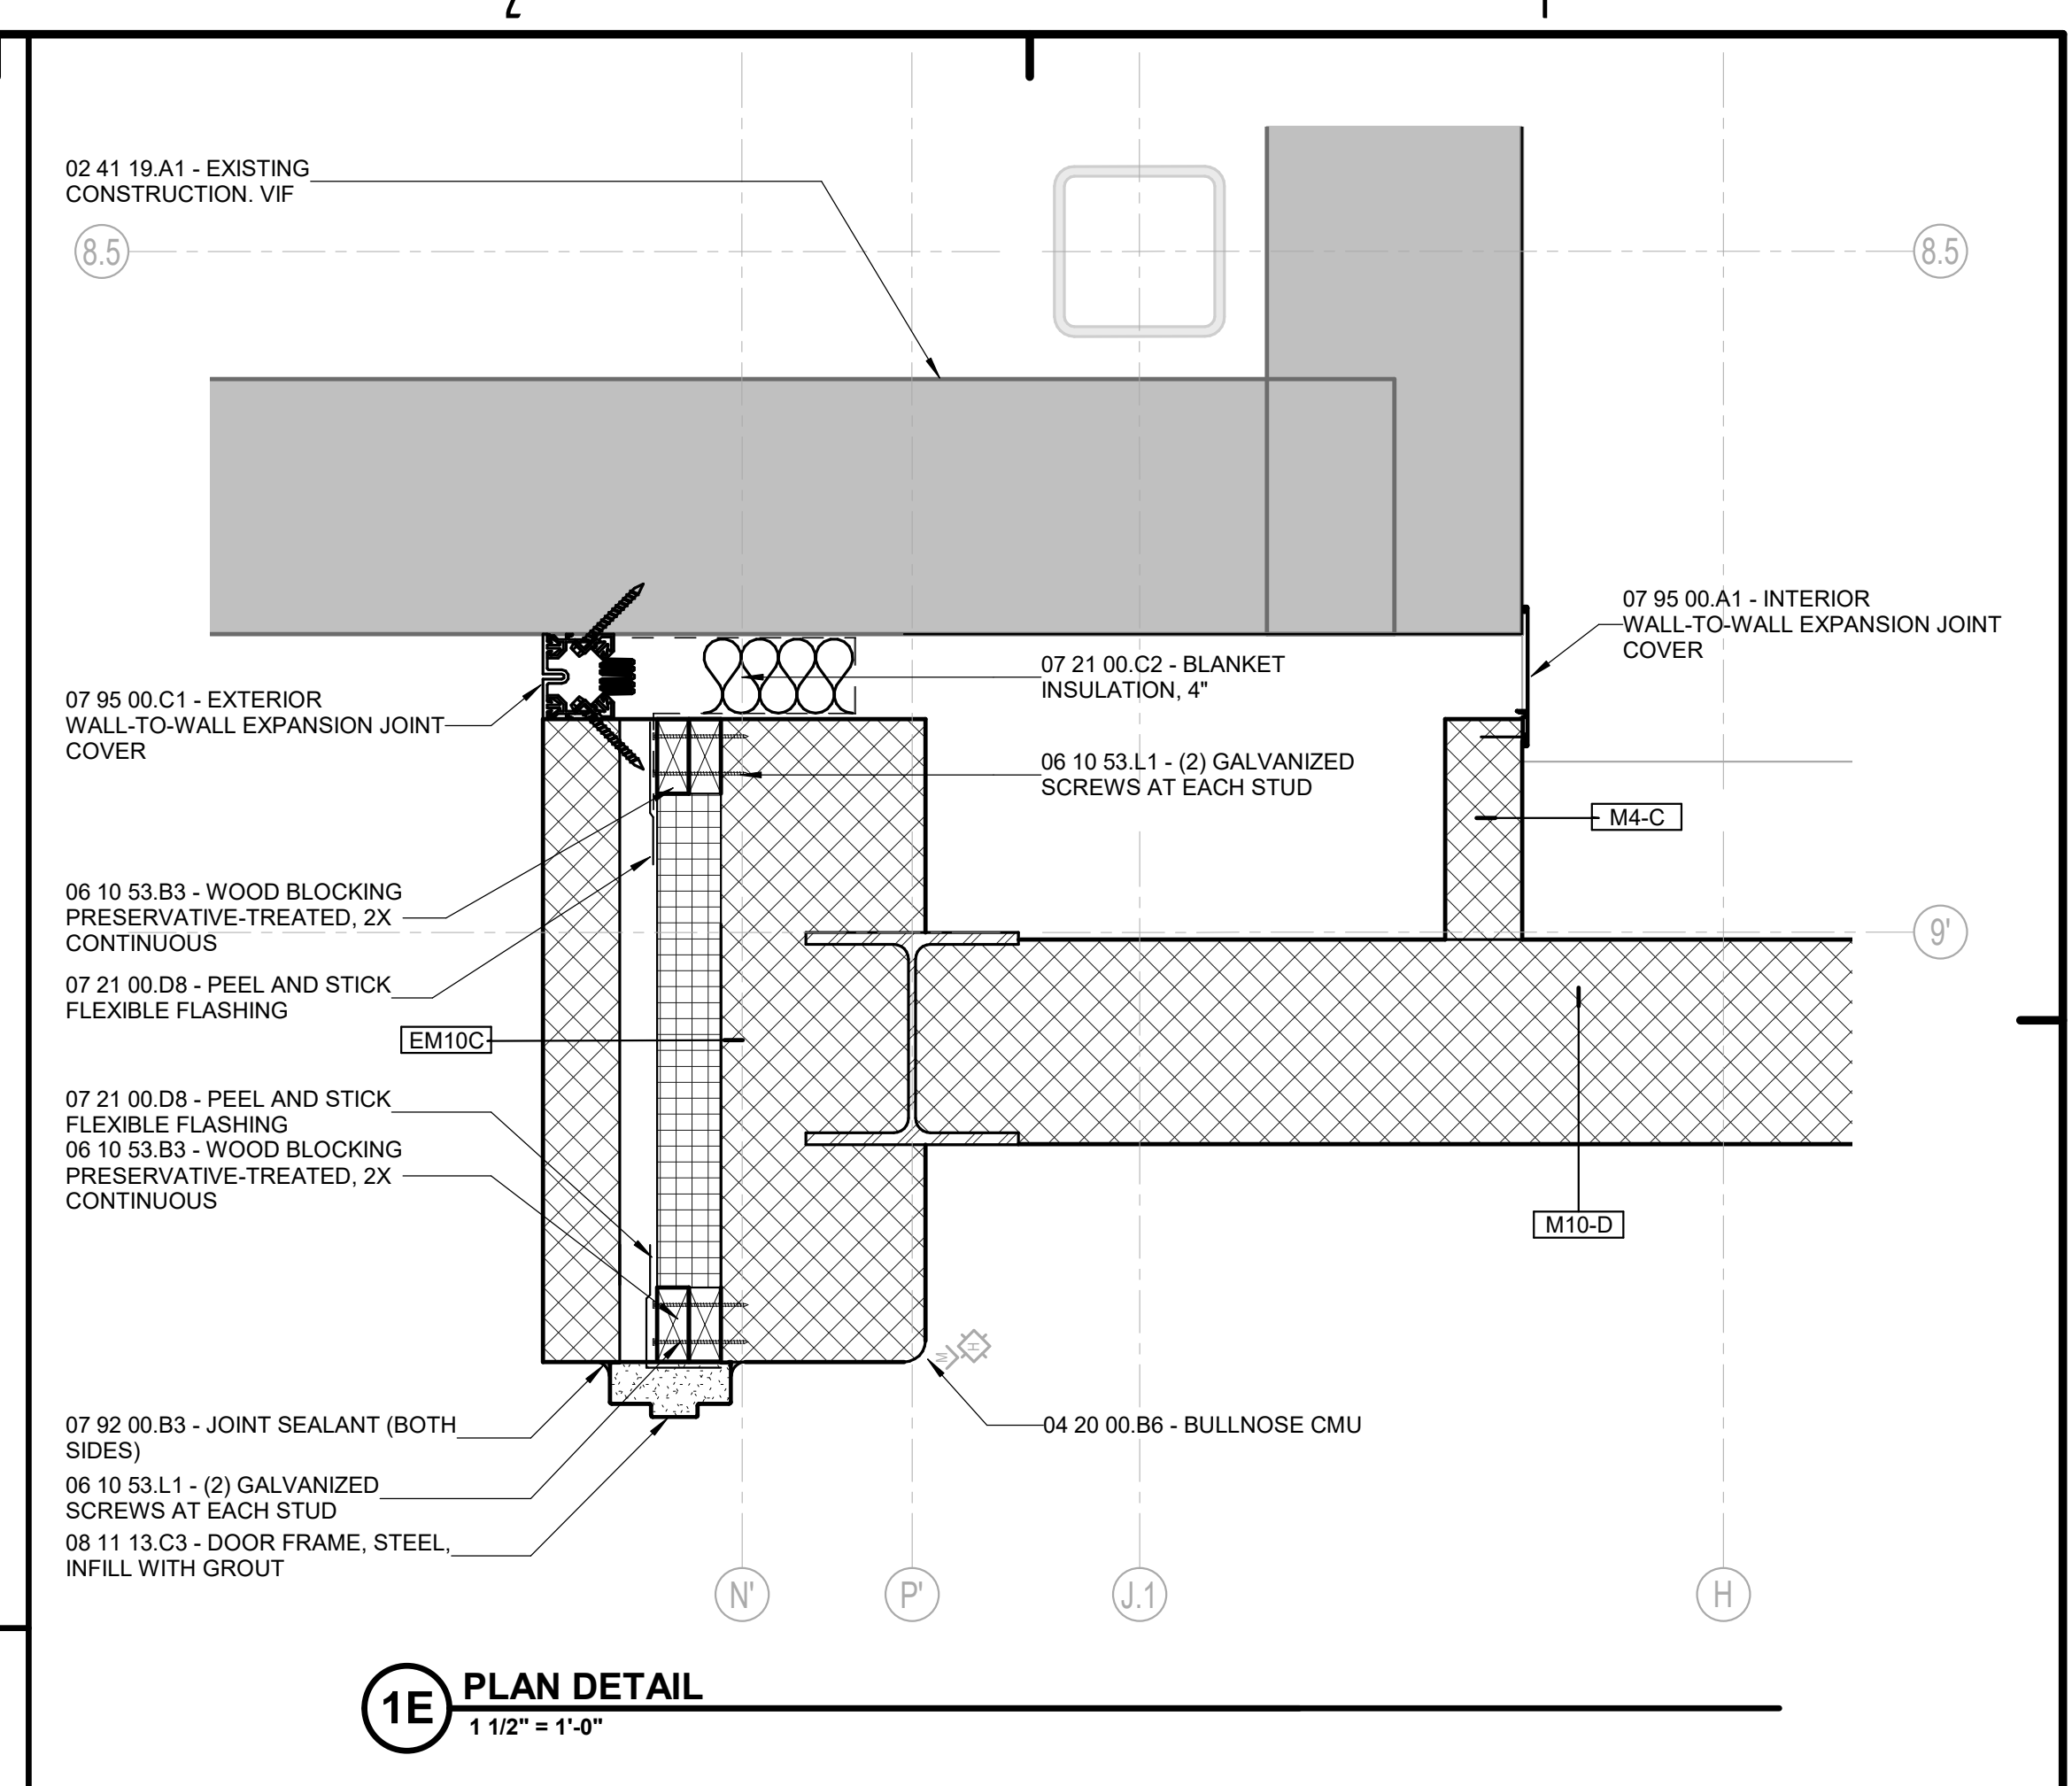 02 41 19.A1 - EXISTING
CONSTRUCTION. VIF
8.5
8.5
07 95 00.A1 - INTERIOR
WALL-TO-WALL EXPANSION JOINT
COVER
07 21 00.C2 - BLANKET
INSULATION, 4"
07 95 00.C1 - EXTERIOR
WALL-TO-WALL EXPANSION JOINT
COVER
06 10 53.L1 - (2) GALVANIZED
SCREWS AT EACH STUD
M4-C
06 10 53.B3 - WOOD BLOCKING
PRESERVATIVE-TREATED, 2X
CONTINUOUS
9'
07 21 00.D8 - PEEL AND STICK
FLEXIBLE FLASHING
EM10C
07 21 00.D8 - PEEL AND STICK
FLEXIBLE FLASHING
06 10 53.B3 - WOOD BLOCKING
PRESERVATIVE-TREATED, 2X
CONTINUOUS
M10-D
M
H
07 92 00.B3 - JOINT SEALANT (BOTH
SIDES)
04 20 00.B6 - BULLNOSE CMU
06 10 53.L1 - (2) GALVANIZED
SCREWS AT EACH STUD
08 11 13.C3 - DOOR FRAME, STEEL,
INFILL WITH GROUT
N'
P'
J.1
H
1E
PLAN DETAIL
1 1/2" = 1'-0"